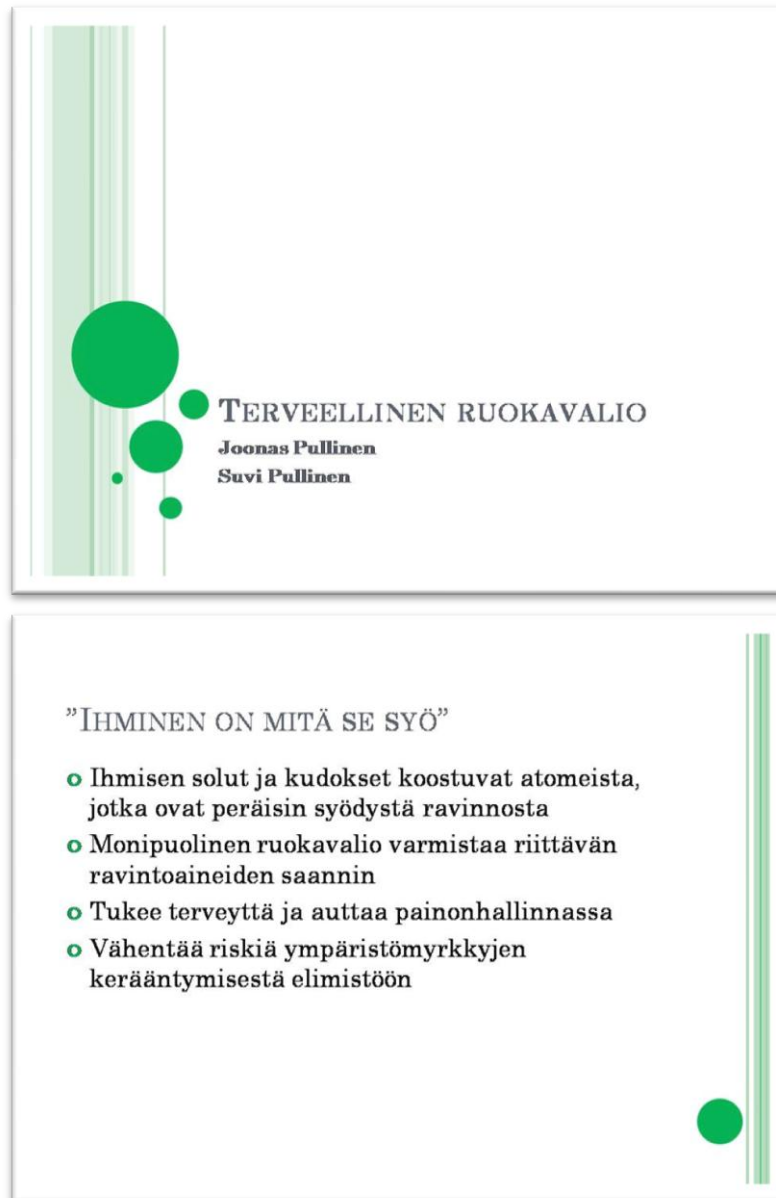 TERVEELLINEN RUOKAVALIO
Joonas Pullinen
Suvi Pullinen
”IHMINEN ON MITÄ SE SYÖ”
Ihmisen solut ja kudokset koostuvat atomeista,
jotka ovat peräisin syödystä ravinnosta
Monipuolinen ruokavalio varmistaa riittävän
ravintoaineiden saannin
Tukee terveyttä ja auttaa painonhallinnassa
Vähentää riskiä ympäristömyrkkyjen
kerääntymisestä elimistöön